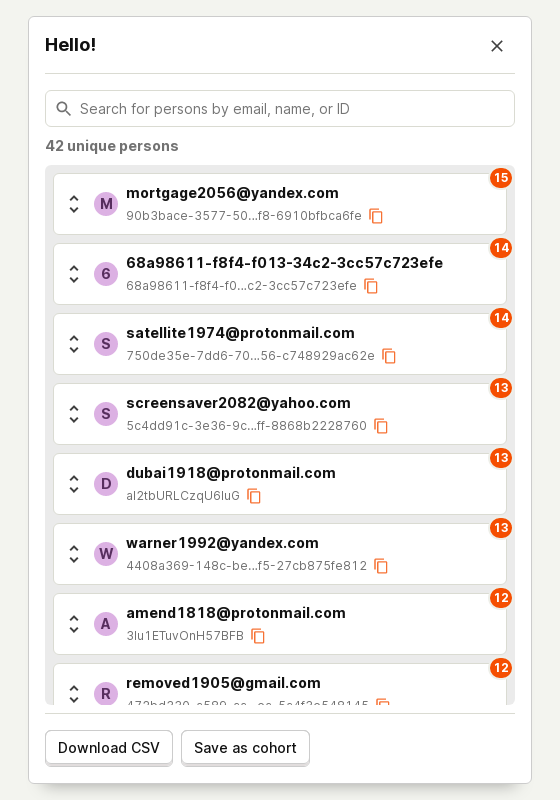 Hello!
Search for persons by email, name, or ID
42 unique persons
15
M
mortgage2056@yandex.com
90b3bace-3577-50...f8-6910bfbca6fe
14
6
68a98611-f8f4-f013-34c2-3cc57c723efe
68a98611-f8f4-f0...c2-3cc57c723efe
14
S
satellite1974@protonmail.com
750de35e-7dd6-70...56-c748929ac62e
13
S
screensaver2082@yahoo.com
5c4dd91c-3e36-9c...ff-8868b2228760
13
D
dubai1918@protonmail.com
13
W
warner1992@yandex.com
4408a369-148c-be...f5-27cb875fe812
12
A
amend1818@protonmail.com
12
R
removed1905@gmail.com
Download CSV
Save as cohort